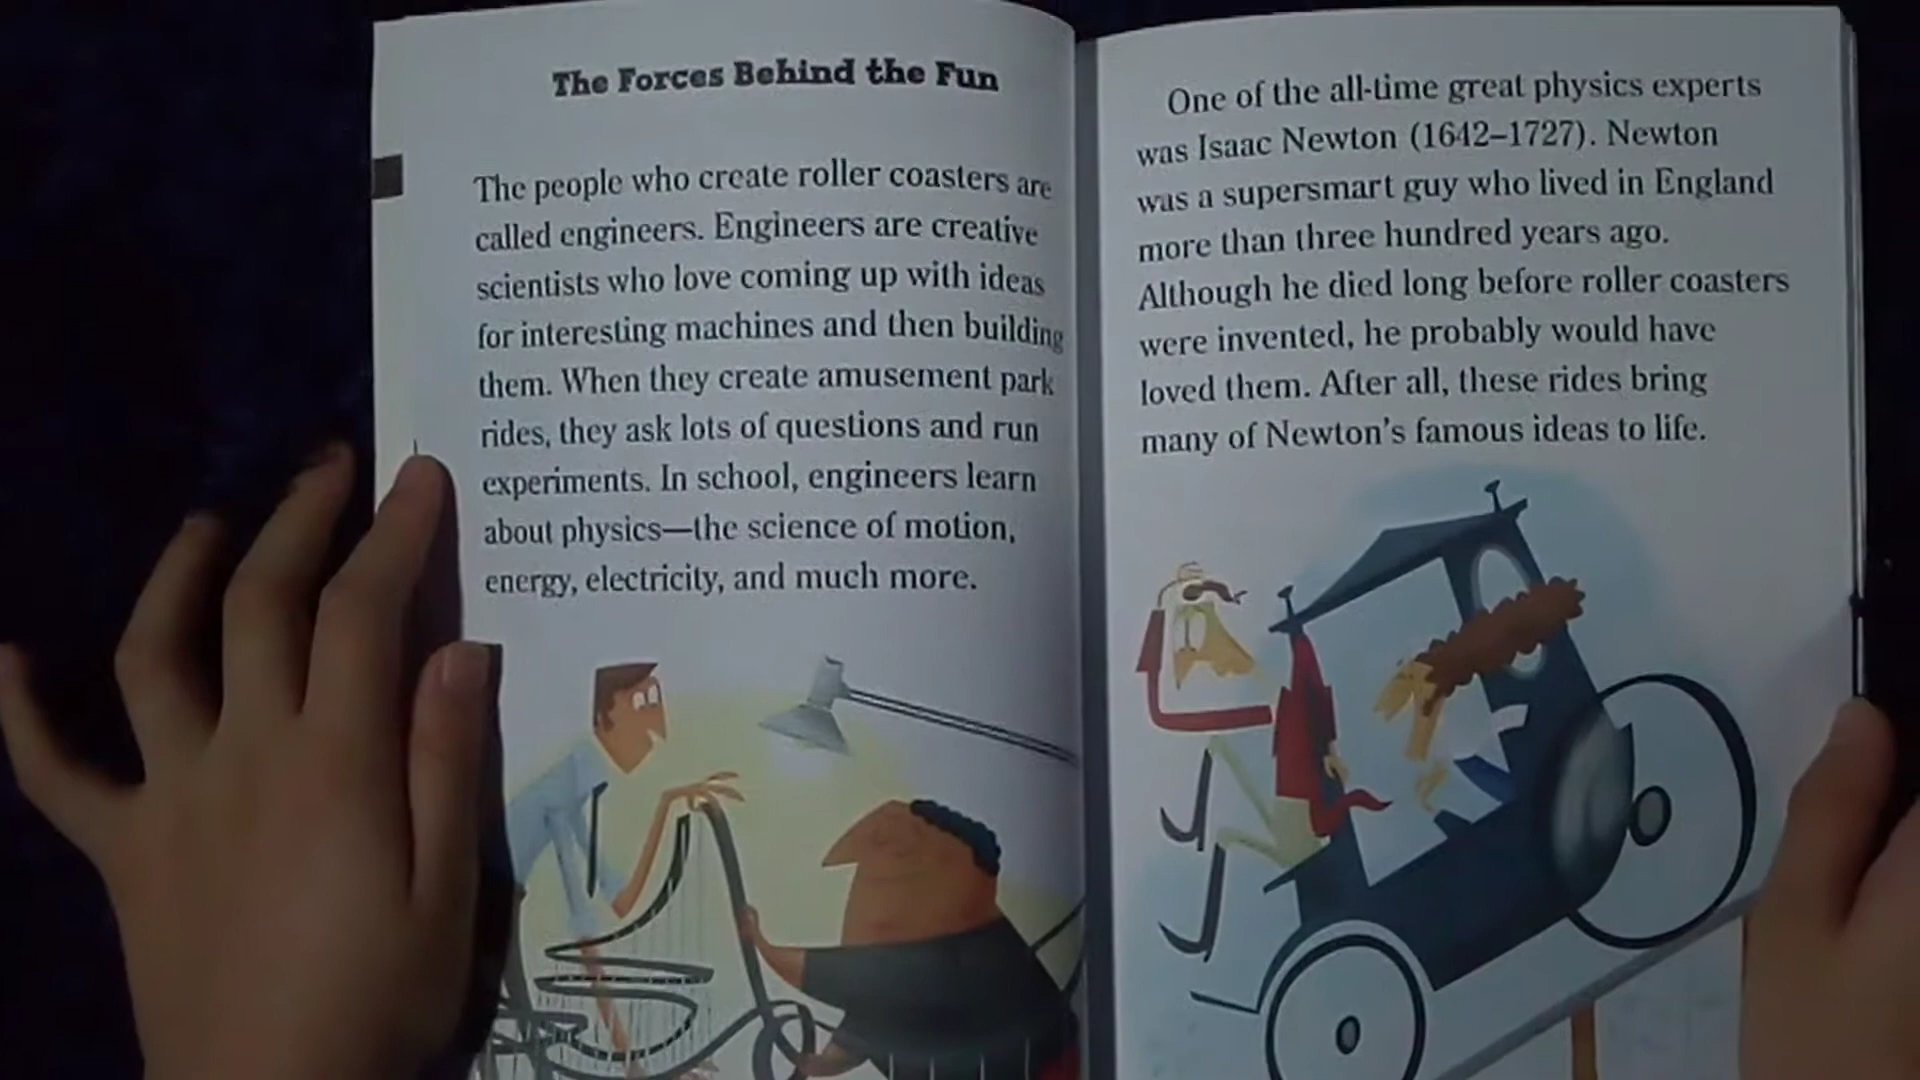 The Forces Behind the Fun
The people who create roller coasters are
called engineers. Engineers are creative
scientists who love coming up with ideas
for interesting machines and then building
them. When they create amusement park
rides, they ask lots of questions and run
experiments. In school, engineers learn
about physics—the science of motion,
energy, electricity, and much more.
One of the all-time great physics experts
was Isaac Newton (1642–1727). Newton
was a supersmart guy who lived in England
more than three hundred years ago.
Although he died long before roller coasters
were invented, he probably would have
loved them. After all, these rides bring
many of Newton's famous ideas to life.